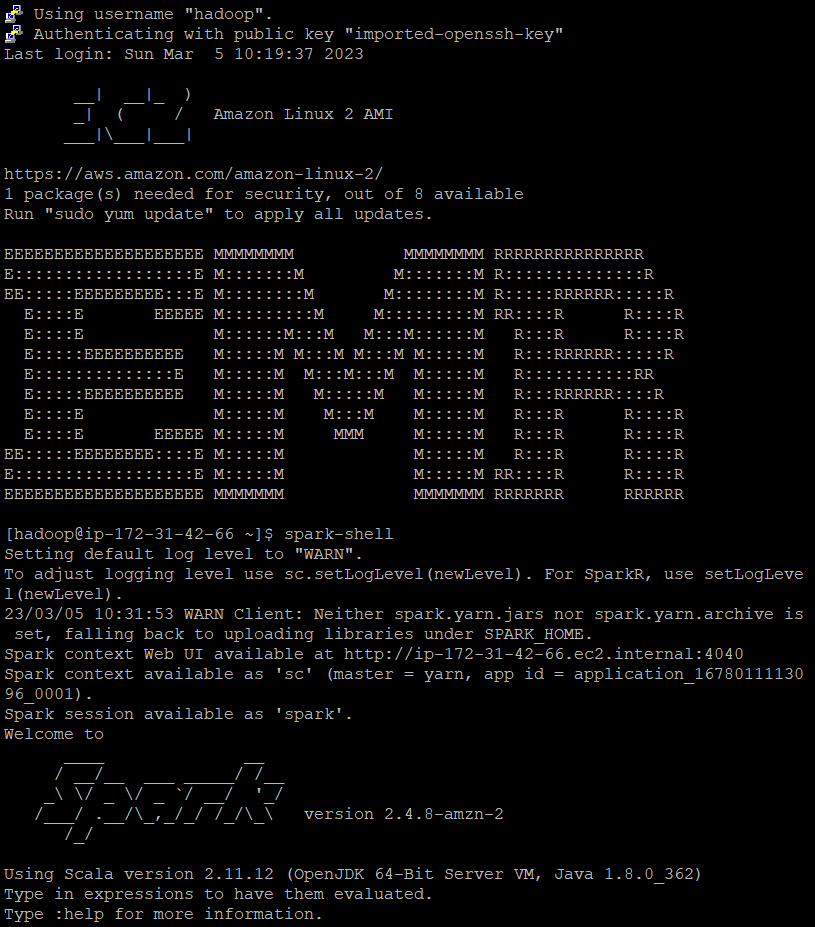 Using username "hadoop".
Authenticating with public key "imported-openssh-key"
Last login: Sun Mar  5 10:19:37 2023

       __|  __|_  )
       _|  (     /   Amazon Linux 2 AMI
      ___|\___|___|

https://aws.amazon.com/amazon-linux-2/
1 package(s) needed for security, out of 8 available
Run "sudo yum update" to apply all updates.

EEEEEEEEEEEEEEEEEEEE MMMMMMMM           MMMMMMMM RRRRRRRRRRRRRRR
E::::::::::::::::::E M:::::::M         M:::::::M R::::::::::::::R
EE:::::EEEEEEEEE:::E M::::::::M       M::::::::M R:::::RRRRRR:::::R
  E::::E       EEEEE M:::::::::M     M:::::::::M RR::::R      R::::R
  E::::E             M::::::M:::M   M:::M::::::M   R:::R      R::::R
  E:::::EEEEEEEEEE   M:::::M M:::M M:::M M:::::M   R:::RRRRRR:::::R
  E::::::::::::::E   M:::::M  M:::M:::M  M:::::M   R:::::::::::RR
  E:::::EEEEEEEEEE   M:::::M   M:::::M   M:::::M   R:::RRRRRR::::R
  E::::E             M:::::M    M:::M    M:::::M   R:::R      R::::R
  E::::E       EEEEE M:::::M     MMM     M:::::M   R:::R      R::::R
EE:::::EEEEEEEE::::E M:::::M             M:::::M   R:::R      R::::R
E::::::::::::::::::E M:::::M             M:::::M RR::::R      R::::R
EEEEEEEEEEEEEEEEEEEE MMMMMMM             MMMMMMM RRRRRRR      RRRRRR

[hadoop@ip-172-31-42-66 ~]$ spark-shell
Setting default log level to "WARN".
To adjust logging level use sc.setLogLevel(newLevel). For SparkR, use setLogLeve
l(newLevel).
23/03/05 10:31:53 WARN Client: Neither spark.yarn.jars nor spark.yarn.archive is
 set, falling back to uploading libraries under SPARK_HOME.
Spark context Web UI available at http://ip-172-31-42-66.ec2.internal:4040
Spark context available as 'sc' (master = yarn, app id = application_16780111130
96_0001).
Spark session available as 'spark'.
Welcome to
      ____              __
     / __/__  ___ _____/ /__
    _\ \/ _ \/ _ `/ __/  '_/
   /___/ .__/\_,_/_/ /_/\_\   version 2.4.8-amzn-2
      /_/

Using Scala version 2.11.12 (OpenJDK 64-Bit Server VM, Java 1.8.0_362)
Type in expressions to have them evaluated.
Type :help for more information.